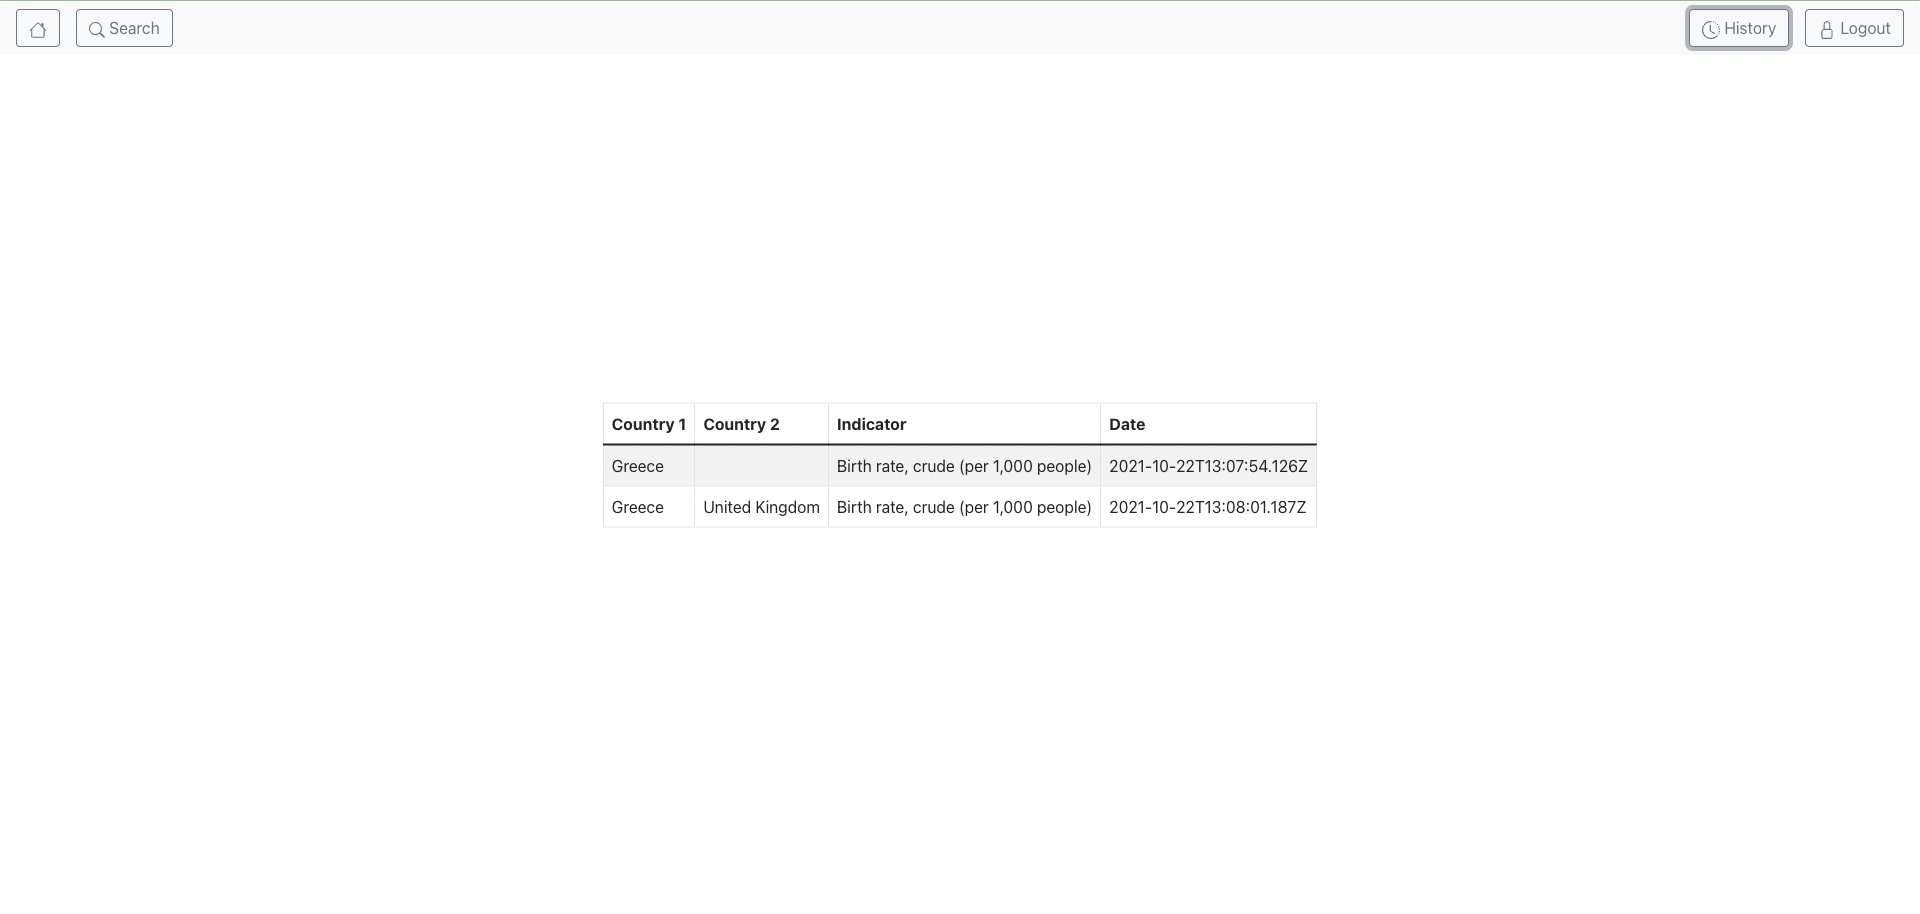 Search History Logout
Country 1 Country 2 Indicator Date
Greece Birth rate, crude (per 1,000 people) 2021-10-22T13:07:54.126Z
Greece United Kingdom Birth rate, crude (per 1,000 people) 2021-10-22T13:08:01.187Z